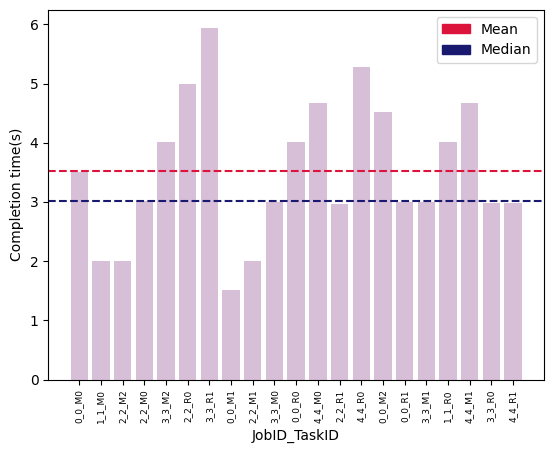 Mean
Median
Completion time(s)
6
5
4
3
2
1
0
0_0_M0
1_1_M0
2_2_M2
2_2_M0
3_3_M2
2_2_R0
3_3_R1
0_0_M1
2_2_M1
3_3_M0
0_0_R0
4_4_M0
2_2_R1
4_4_R0
0_0_M2
0_0_R1
3_3_M1
1_1_R0
4_4_M1
3_3_R0
4_4_R1
JobID_TaskID